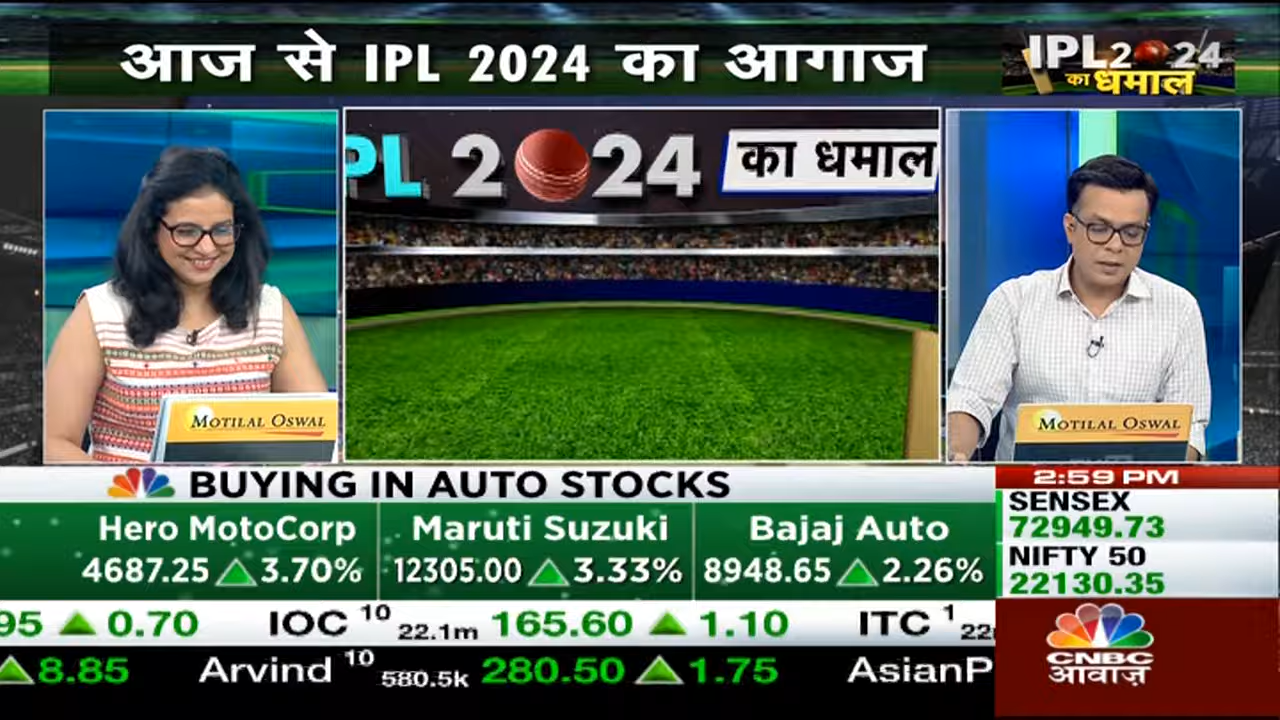 आज से IPL 2024 का आगाज
IPL 2024
का धमाल
PL 2024 का धमाल
MOTILAL OSWAL
MOTILAL OSWAL
BUYING IN AUTO STOCKS
Hero MotoCorp
4687.25 ▲ 3.70%
Maruti Suzuki
12305.00 ▲ 3.33%
Bajaj Auto
8948.65 ▲ 2.26%
2:59 PM
SENSEX
72949.73
NIFTY 50
22130.35
95 ▲ 0.70 IOC 10 22.1m 165.60 ▲ 1.10 ITC 1 22
▲ 8.85 Arvind 10 580.5k 280.50 ▲ 1.75 AsianP
CNBC
आवाज़